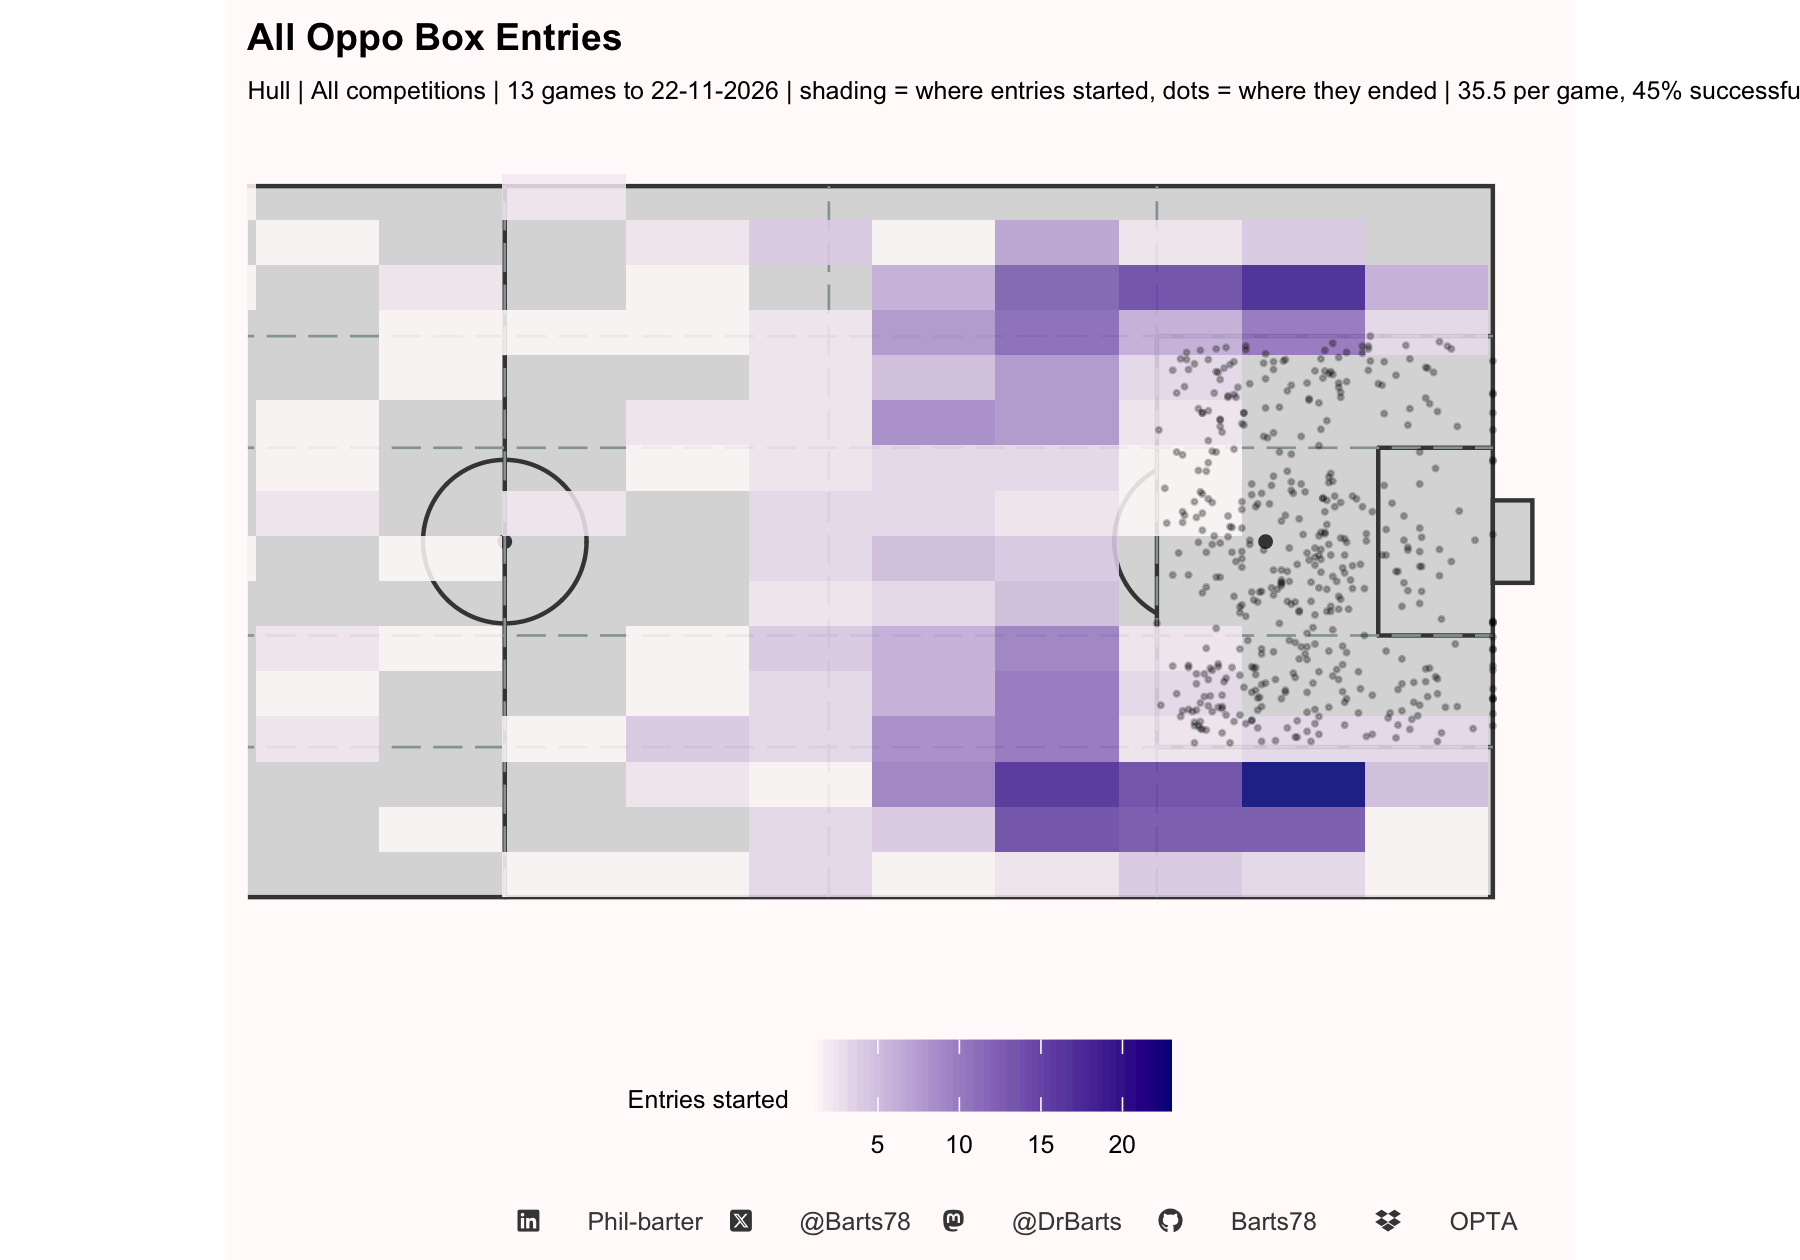 All Oppo Box Entries
Hull | All competitions | 13 games to 22-11-2026 | shading = where entries started, dots = where they ended | 35.5 per game, 45% successfu
Entries started
5 10 15 20
Phil-barter @Barts78 @DrBarts Barts78 OPTA